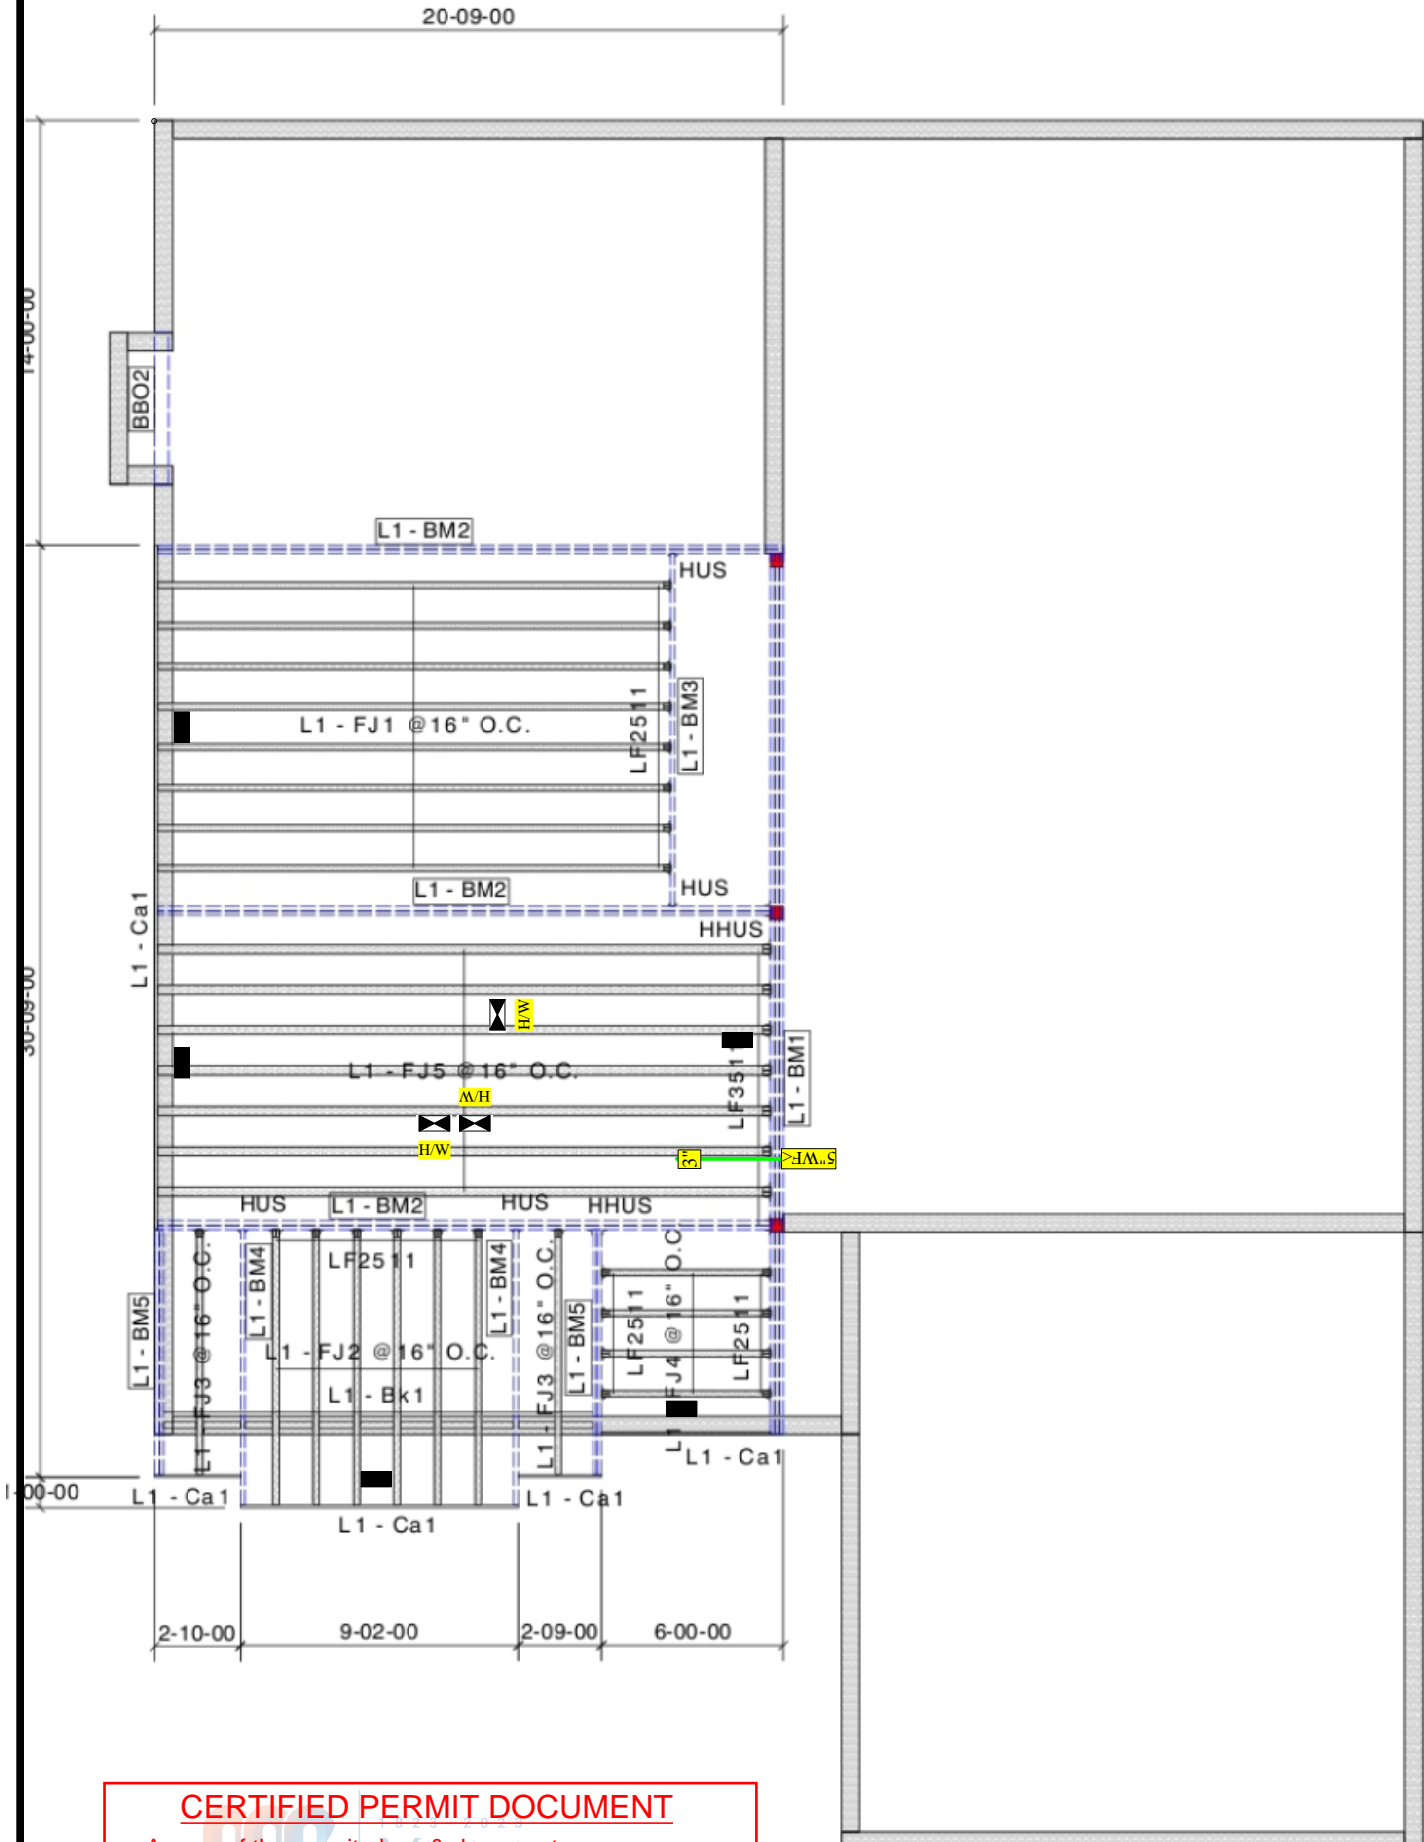 20-09-00
14-00-00
BBO2
L1 - BM2
HUS
L1 - FJ1 @16" O.C.
LF2511
L1 - BM3
L1 - BM2
HUS
L1 - Ca1
HHUS
30-09-00
H/W
L1 - FJ5 @16" O.C.
LF3511
L1 - BM1
H/W
H/W
3"
5"WF<
HUS
L1 - BM2
HUS
HHUS
L1 - BM5
L1 - FJ3 @16" O.C.
L1 - BM4
LF2511
L1 - BM4
L1 - FJ3 @16" O.C.
L1 - BM5
LF2511
L1 FJ4 @16" O.C
LF2511
L1 - FJ2 @16" O.C.
L1 - Bk1
L1 - Ca1
1-00-00
L1 - Ca1
L1 - Ca1
L1 - Ca1
2-10-00
9-02-00
2-09-00
6-00-00
CERTIFIED PERMIT DOCUMENT